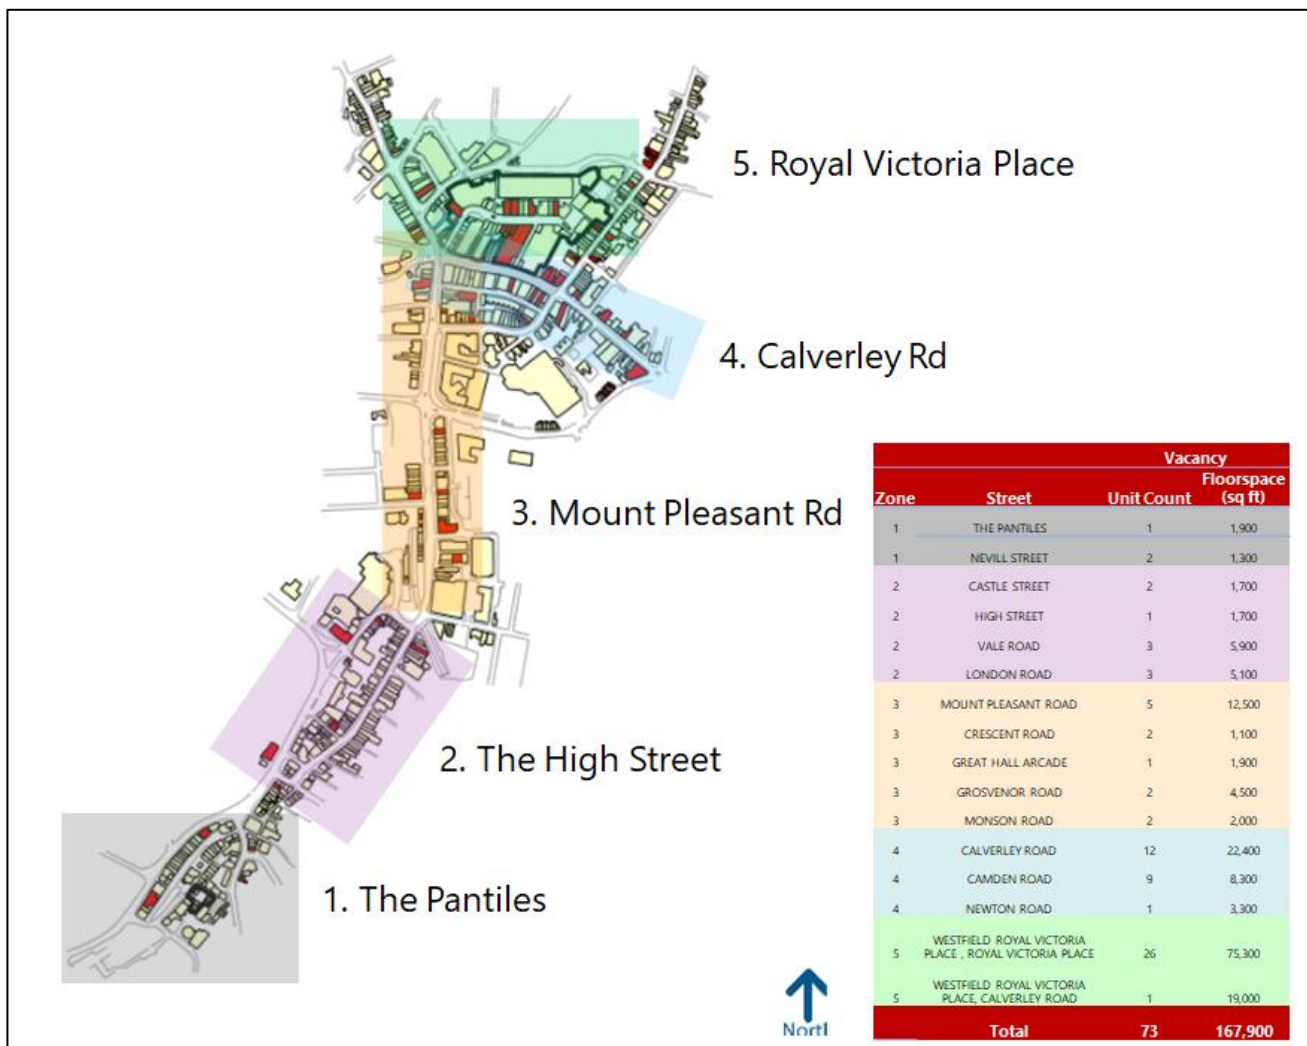 5. Royal Victoria Place
4. Calverley Rd
3. Mount Pleasant Rd
2. The High Street
1. The Pantiles
North
Vacancy
Zone Street Unit Count Floorspace (sq ft)
1 THE PANTILES 1 1,900
1 NEVILL STREET 2 1,300
2 CASTLE STREET 2 1,700
2 HIGH STREET 1 1,700
2 VALE ROAD 3 5,900
2 LONDON ROAD 3 5,100
3 MOUNT PLEASANT ROAD 5 12,500
3 CRESCENT ROAD 2 1,100
3 GREAT HALL ARCADE 1 1,900
3 GROSVENOR ROAD 2 4,500
3 MONSON ROAD 2 2,000
4 CALVERLEY ROAD 12 22,400
4 CAMDEN ROAD 9 8,300
4 NEWTON ROAD 1 3,300
WESTFIELD ROYAL VICTORIA
5 PLACE , ROYAL VICTORIA PLACE 26 75,300
WESTFIELD ROYAL VICTORIA
5 PLACE, CALVERLEY ROAD 1 19,000
Total 73 167,900